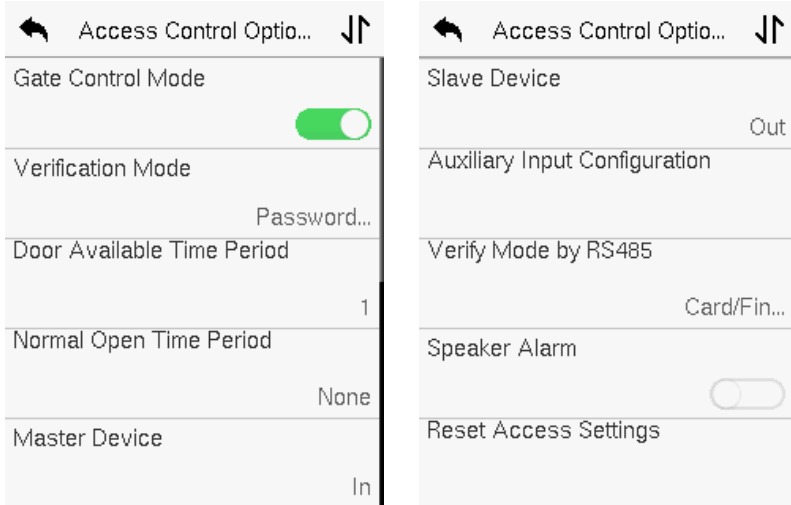 Access Control Optio...
Gate Control Mode
Verification Mode
Password...
Door Available Time Period
1
Normal Open Time Period
None
Master Device
In
Access Control Optio...
Slave Device
Out
Auxiliary Input Configuration
Verify Mode by RS485
Card/Fin...
Speaker Alarm
Reset Access Settings